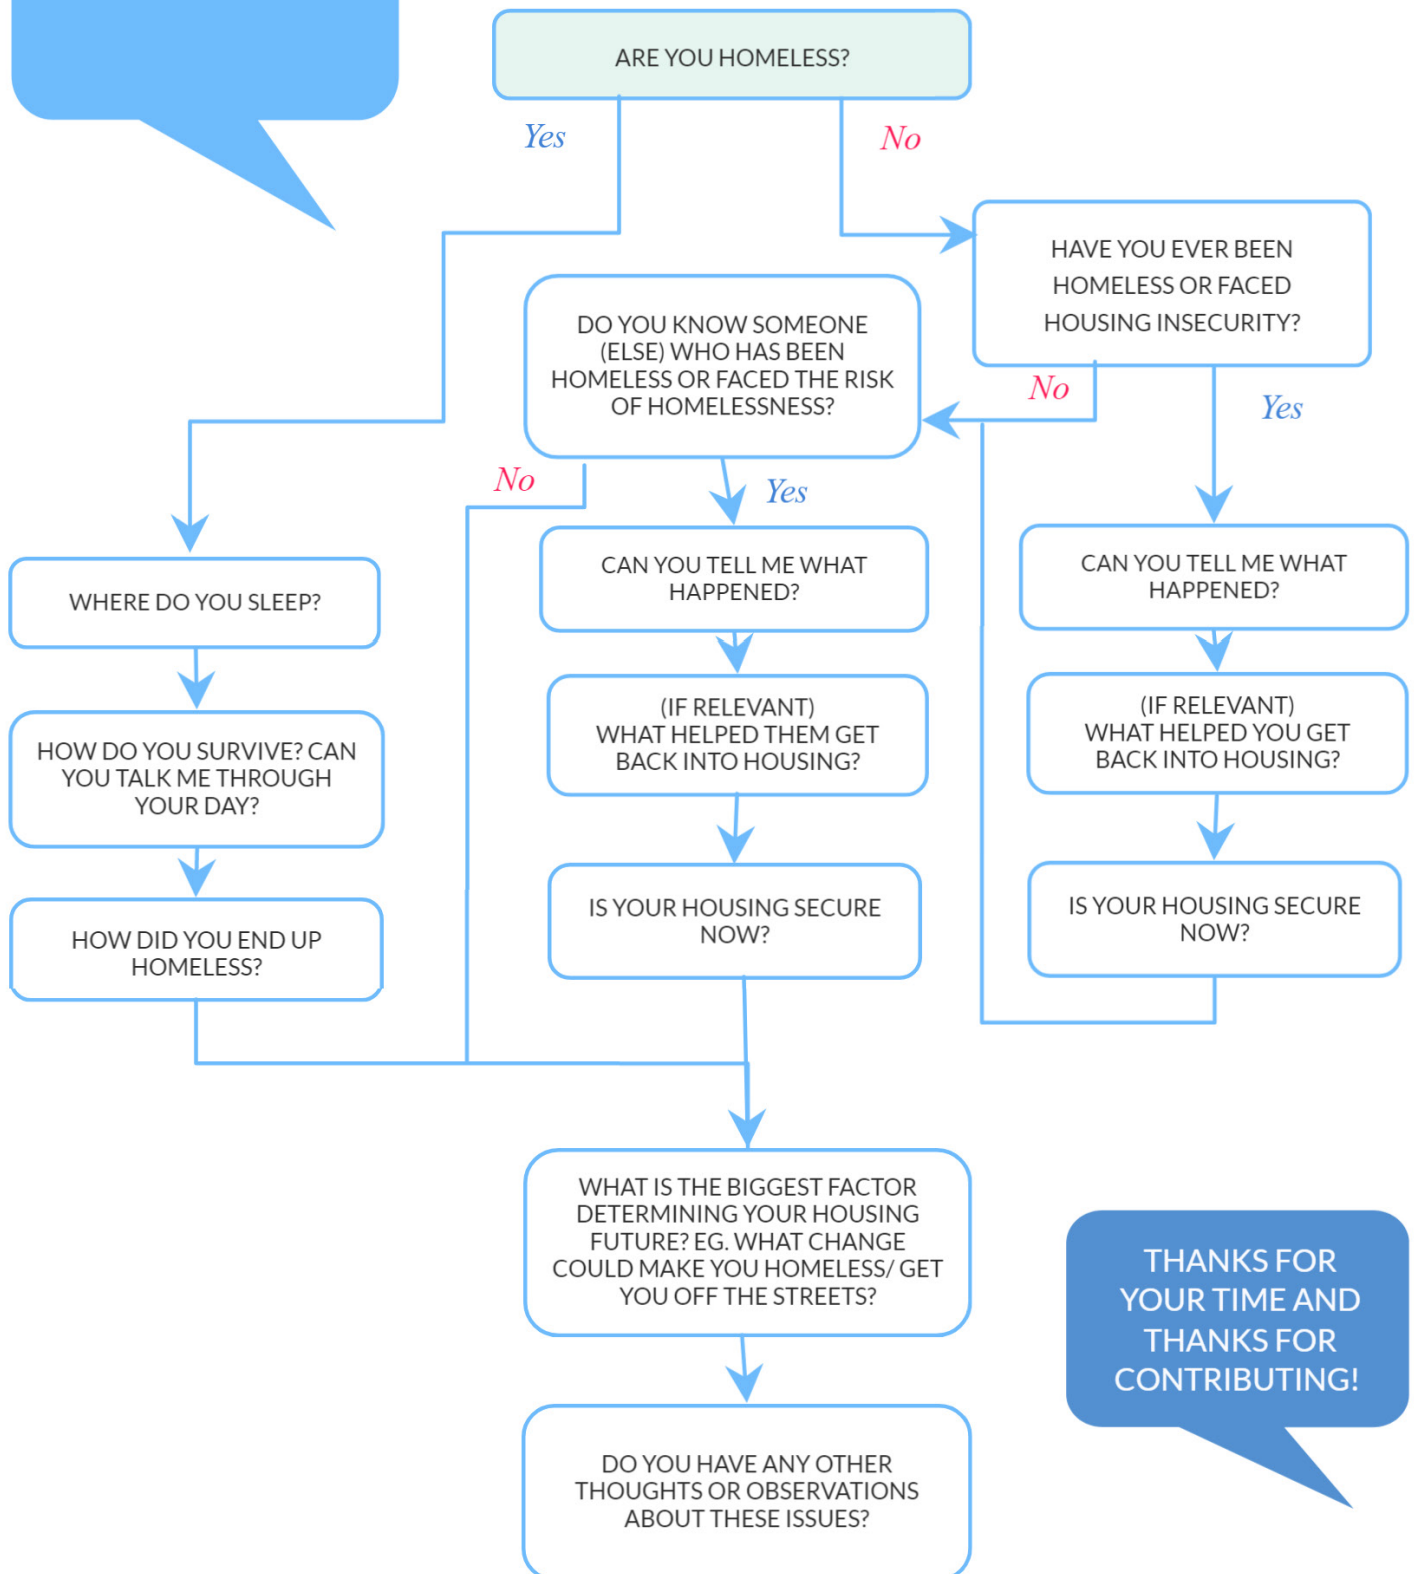 ARE YOU HOMELESS?
Yes
No
HAVE YOU EVER BEEN
HOMELESS OR FACED
HOUSING INSECURITY?
No
Yes
DO YOU KNOW SOMEONE
(ELSE) WHO HAS BEEN
HOMELESS OR FACED THE RISK
OF HOMELESSNESS?
No
Yes
WHERE DO YOU SLEEP?
HOW DO YOU SURVIVE? CAN
YOU TALK ME THROUGH
YOUR DAY?
HOW DID YOU END UP
HOMELESS?
CAN YOU TELL ME WHAT
HAPPENED?
(IF RELEVANT)
WHAT HELPED THEM GET
BACK INTO HOUSING?
IS YOUR HOUSING SECURE
NOW?
CAN YOU TELL ME WHAT
HAPPENED?
(IF RELEVANT)
WHAT HELPED YOU GET
BACK INTO HOUSING?
IS YOUR HOUSING SECURE
NOW?
WHAT IS THE BIGGEST FACTOR
DETERMINING YOUR HOUSING
FUTURE? EG. WHAT CHANGE
COULD MAKE YOU HOMELESS/ GET
YOU OFF THE STREETS?
DO YOU HAVE ANY OTHER
THOUGHTS OR OBSERVATIONS
ABOUT THESE ISSUES?
THANKS FOR
YOUR TIME AND
THANKS FOR
CONTRIBUTING!